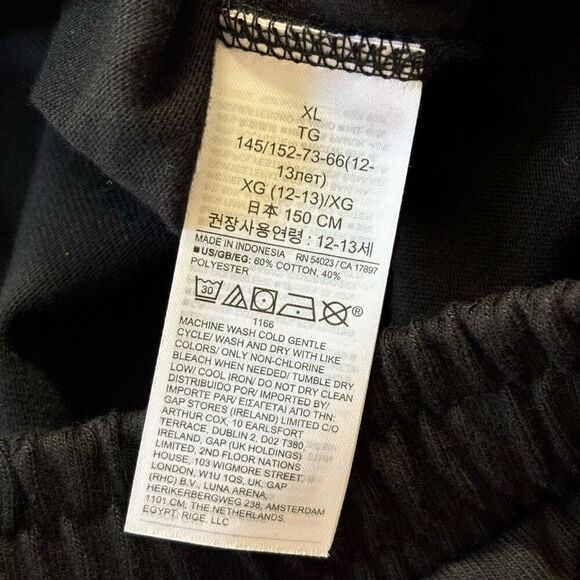 XL
TG
145/152-73-66(12-
13лет)
XG (12-13)/XG
日本 150 CM
권장사용연령 : 12-13세
MADE IN INDONESIA RN 54023 / CA 17897
■ US/GB/EG: 60% COTTON, 40%
POLYESTER
30 ®
1166
MACHINE WASH COLD GENTLE
CYCLE/ WASH AND DRY WITH LIKE
COLORS/ ONLY NON-CHLORINE
BLEACH WHEN NEEDED/ TUMBLE DRY
LOW/ COOL IRON/ DO NOT DRY CLEAN
DISTRIBUIDO POR/ IMPORTED BY/
IMPORTE PAR/ ΕΙΣΑΓΕΤΑΙ ΑΠΟ ΤΗΝ:
GAP STORES (IRELAND) LIMITED C/O
ARTHUR COX, 10 EARLSFORT
TERRACE, DUBLIN 2, D02 T380,
IRELAND, GAP (UK HOLDINGS)
LIMITED, 2ND FLOOR NATIONS
HOUSE, 103 WIGMORE STREET,
LONDON, W1U 1QS, UK, GAP
(RHC) B.V., LUNA ARENA,
HERIKERBERGWEG 238, AMSTERDAM
1101 CM, THE NETHERLANDS,
EGYPT, RIGE, LLC